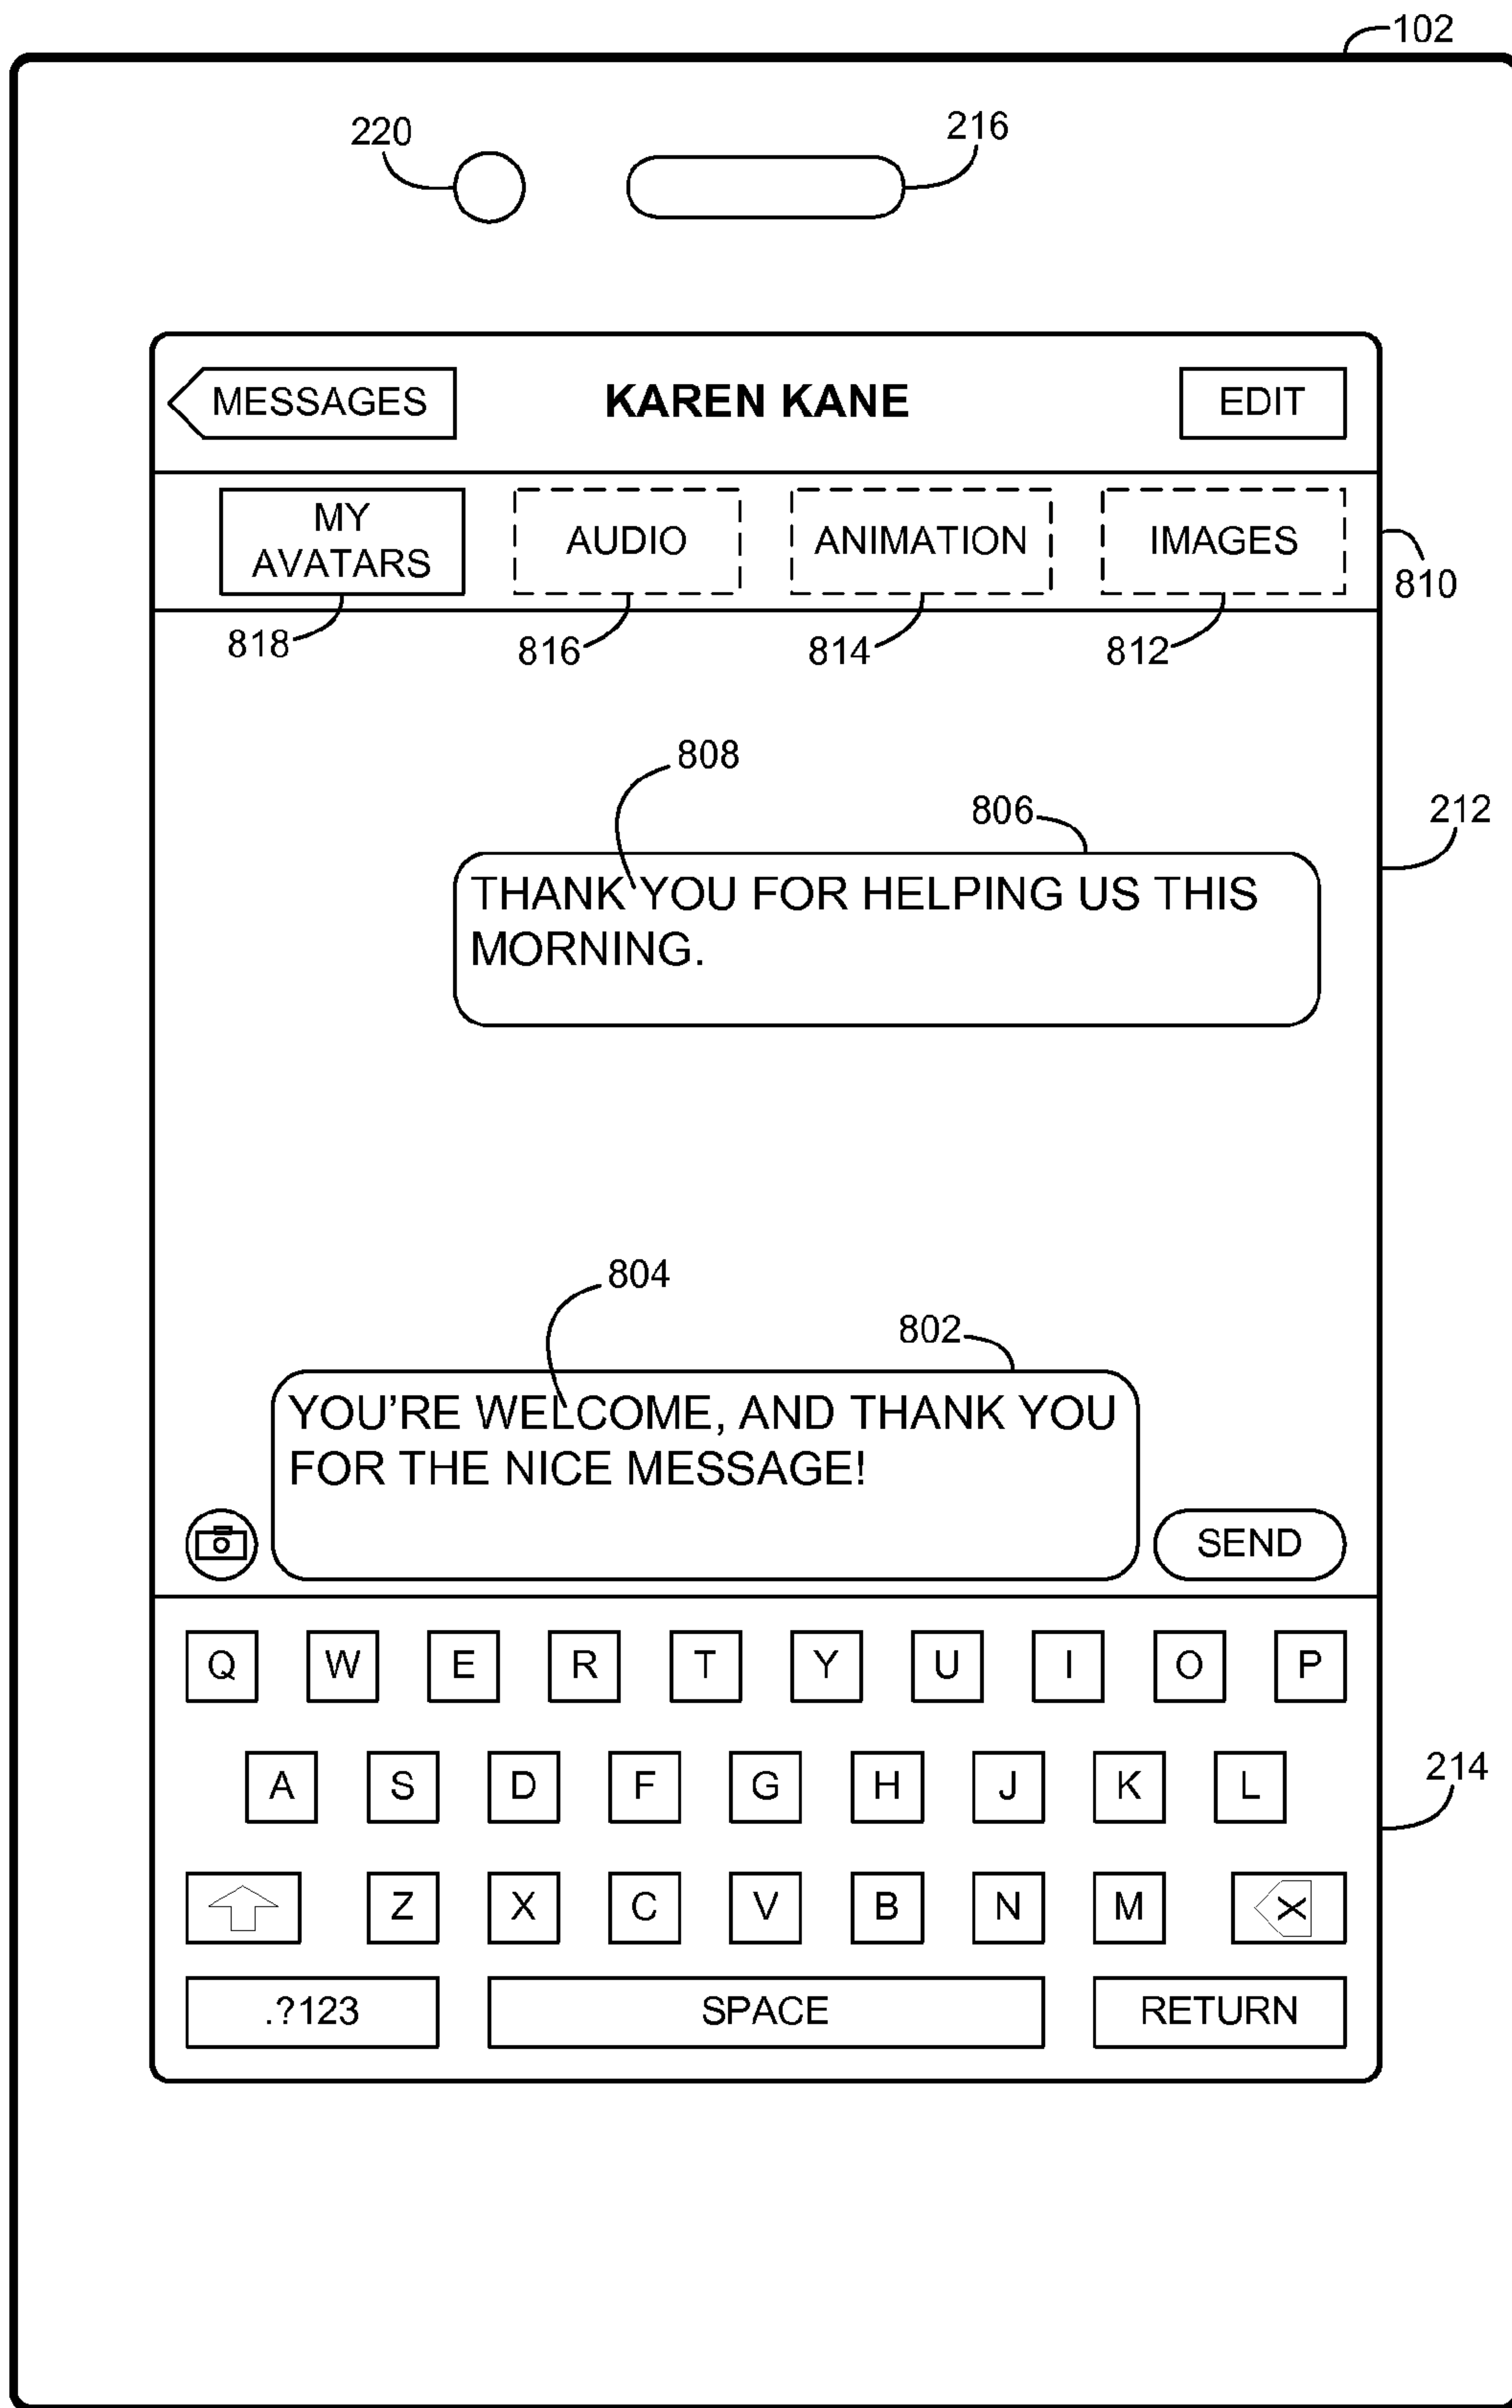 102
220
216
MESSAGES
KAREN KANE
EDIT
MY
AVATARS
AUDIO
ANIMATION
IMAGES
810
818
816
814
812
808
806
212
THANK YOU FOR HELPING US THIS
MORNING.
804
802
YOU'RE WELCOME, AND THANK YOU
FOR THE NICE MESSAGE!
SEND
Q W E R T Y U I O P
A S D F G H J K L
214
Z X C V B N M X
.?123 SPACE RETURN